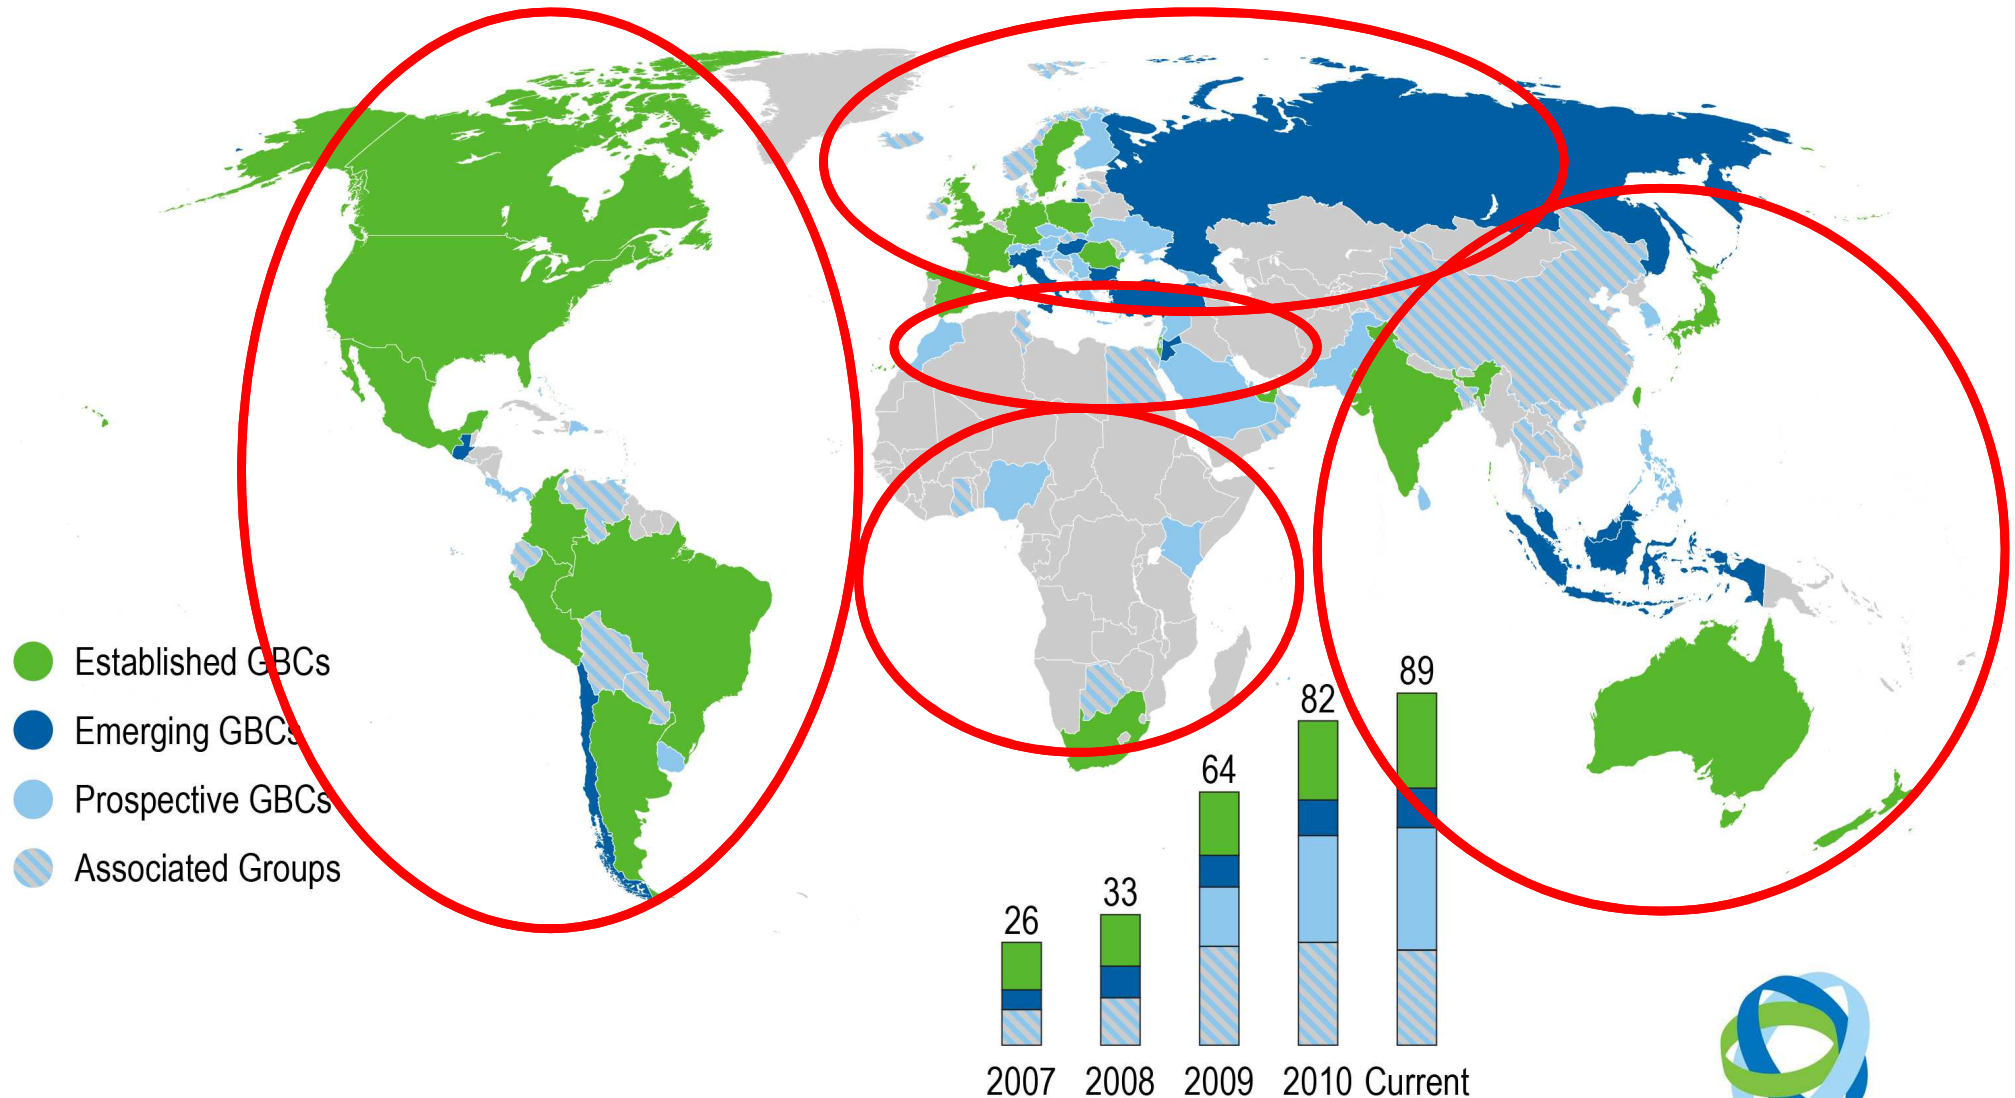 Established GBCs
Emerging GBCs
Prospective GBCs
Associated Groups
26
33
64
82
89
2007
2008
2009
2010
Current